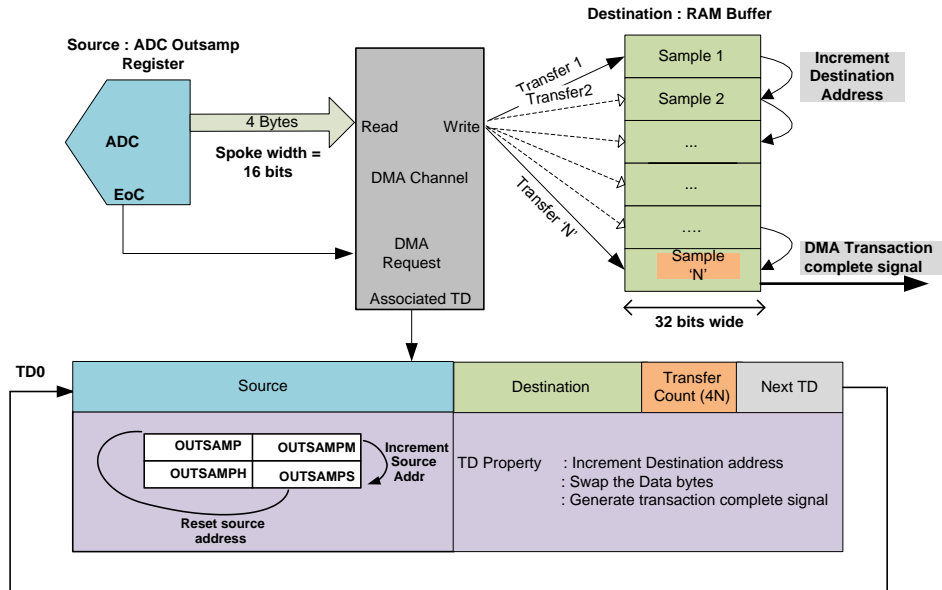 Destination : RAM Buffer
Source : ADC Outsamp
Register
ADC
EoC
4 Bytes
Spoke width =
16 bits
Read
Write
DMA Channel
DMA
Request
Associated TD
Transfer 1
Transfer2
Transfer 'N'
Sample 1
Sample 2
...
...
....
Sample
'N'
Increment
Destination
Address
DMA Transaction
complete signal
32 bits wide
TD0
Source
Destination
Transfer
Count (4N)
Next TD
OUTSAMP
OUTSAMPM
OUTSAMPH
OUTSAMPS
Increment
Source
Addr
Reset source
address
TD Property : Increment Destination address
: Swap the Data bytes
: Generate transaction complete signal